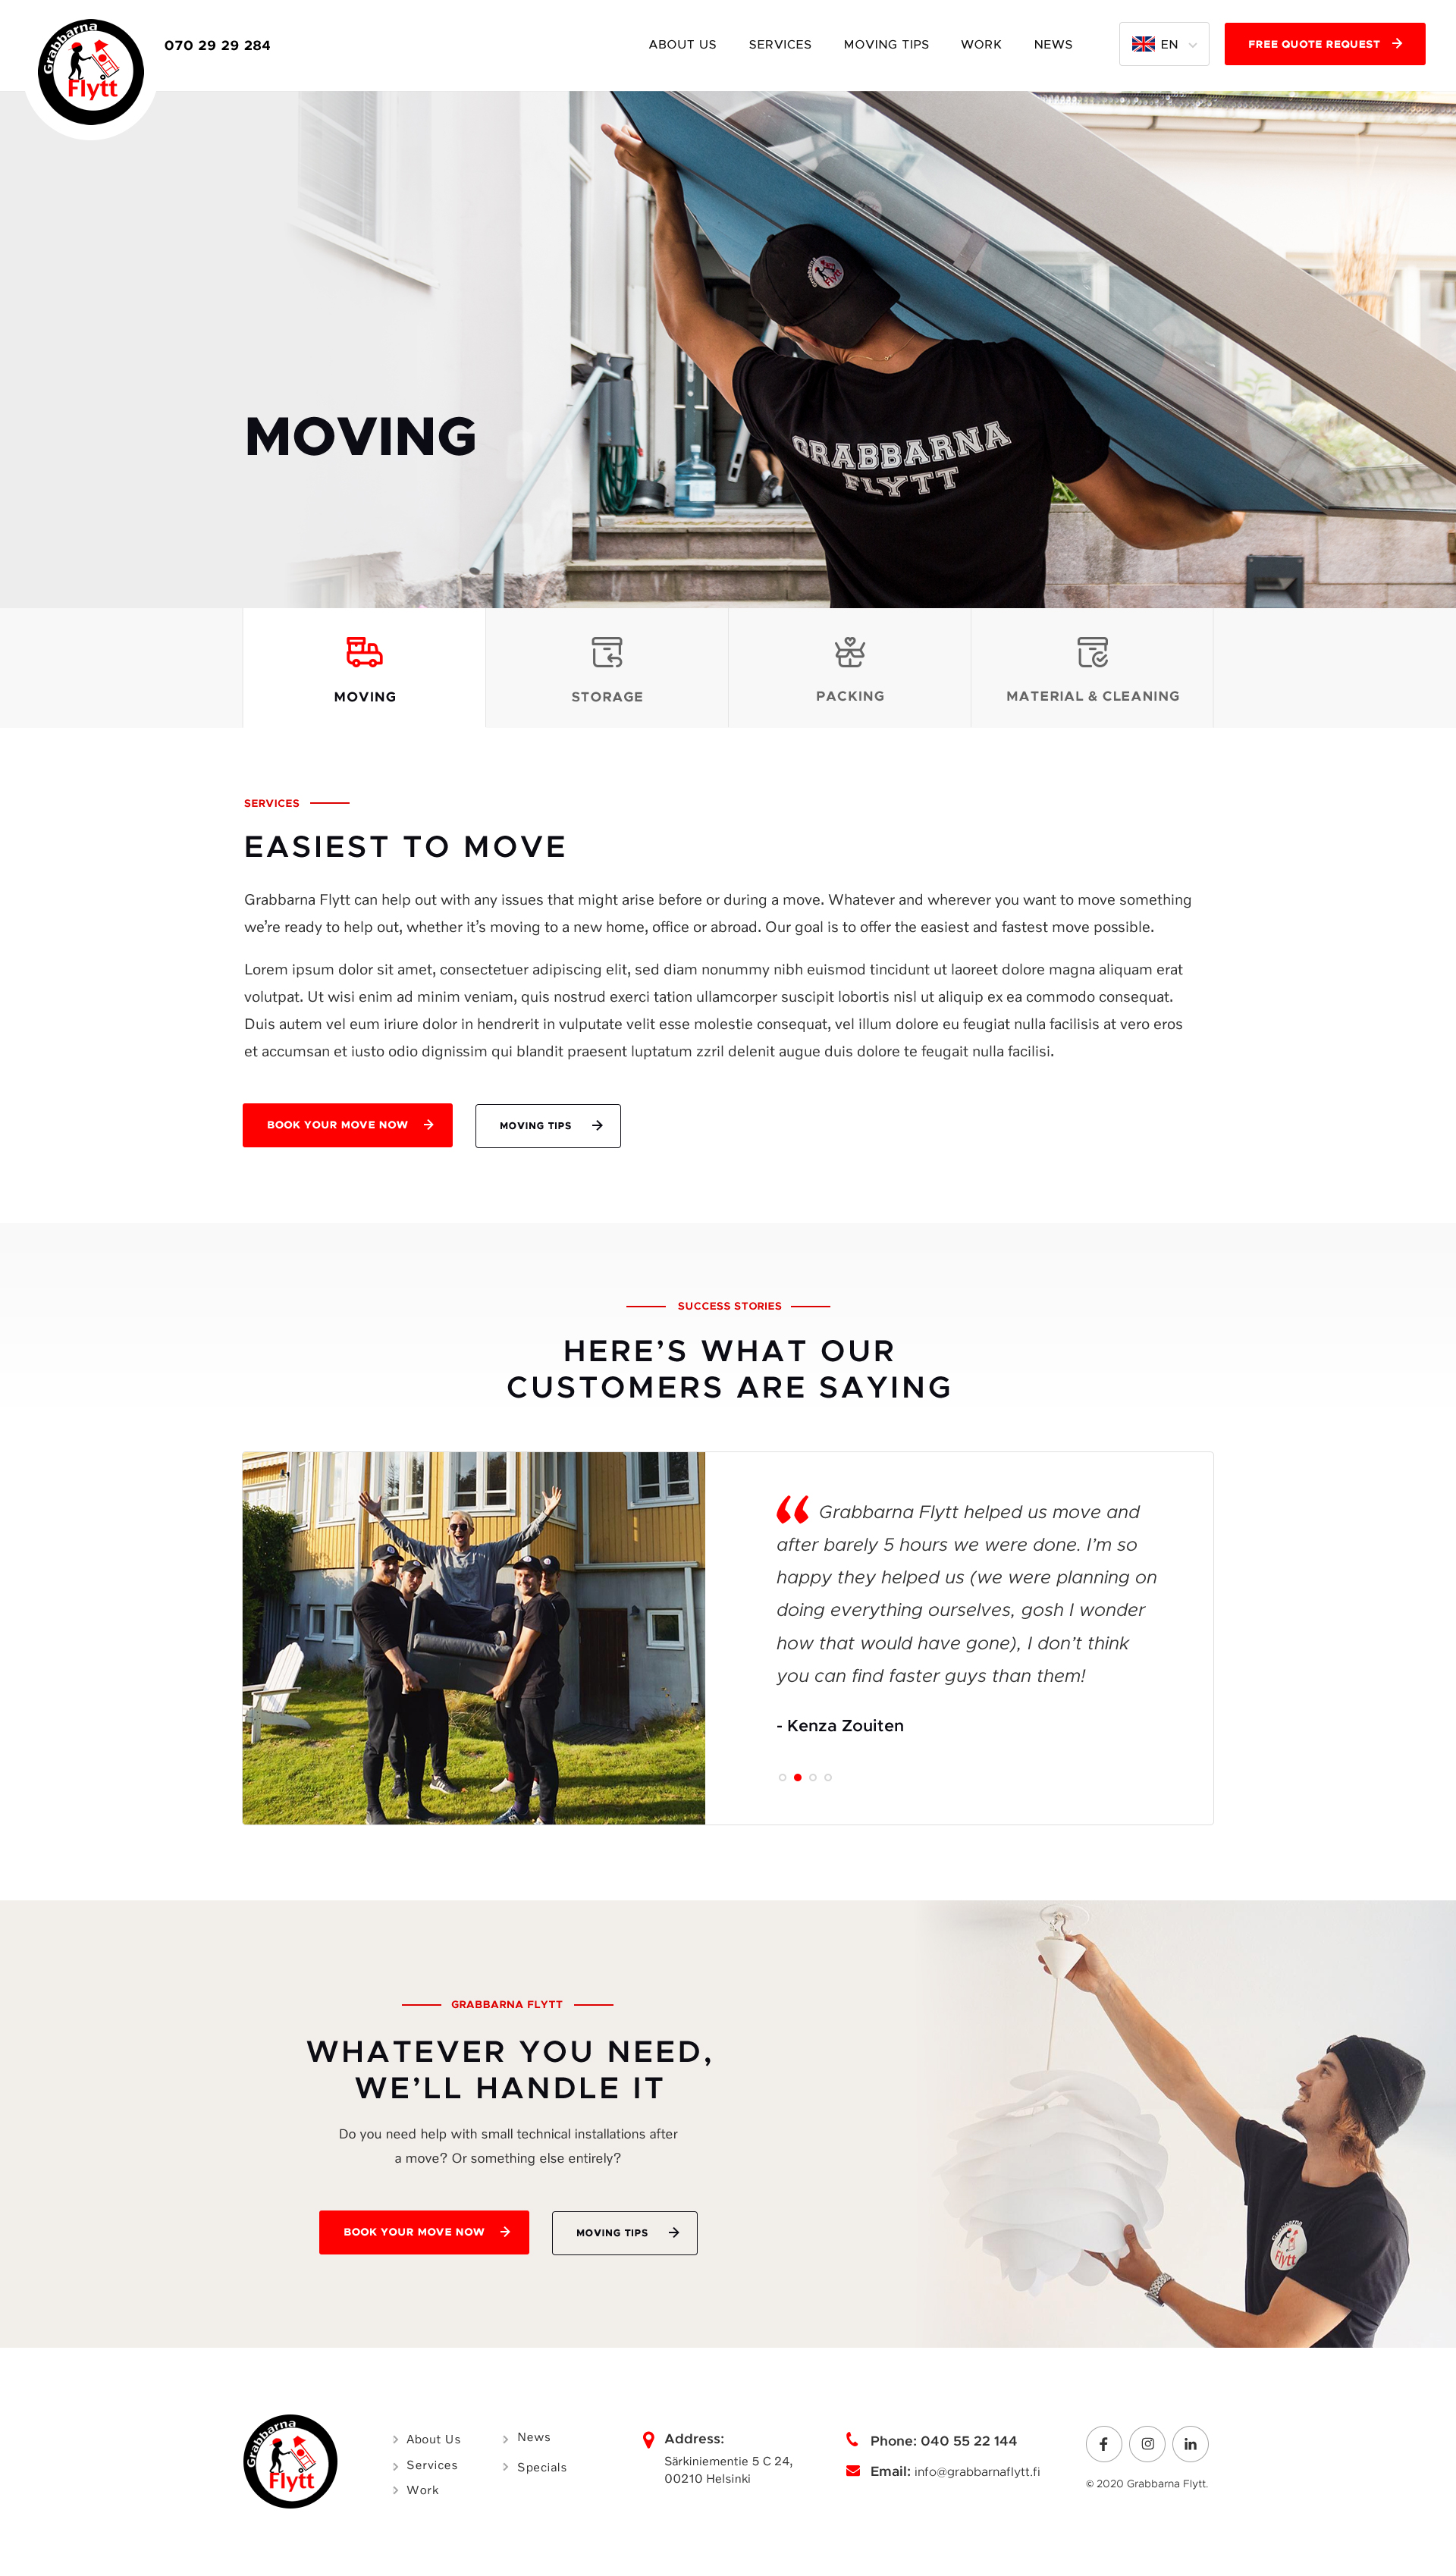 Grabbarna
Flytt
070 29 29 284
ABOUT US
SERVICES
MOVING TIPS
WORK
NEWS
EN
FREE QUOTE REQUEST
GRABBARNA
FLYTT
MOVING
MOVING
STORAGE
PACKING
MATERIAL & CLEANING
SERVICES
EASIEST TO MOVE
Grabbarna Flytt can help out with any issues that might arise before or during a move. Whatever and wherever you want to move something
we’re ready to help out, whether it’s moving to a new home, office or abroad. Our goal is to offer the easiest and fastest move possible.
Lorem ipsum dolor sit amet, consectetuer adipiscing elit, sed diam nonummy nibh euismod tincidunt ut laoreet dolore magna aliquam erat
volutpat. Ut wisi enim ad minim veniam, quis nostrud exerci tation ullamcorper suscipit lobortis nisl ut aliquip ex ea commodo consequat.
Duis autem vel eum iriure dolor in hendrerit in vulputate velit esse molestie consequat, vel illum dolore eu feugiat nulla facilisis at vero eros
et accumsan et iusto odio dignissim qui blandit praesent luptatum zzril delenit augue duis dolore te feugait nulla facilisi.
BOOK YOUR MOVE NOW
MOVING TIPS
SUCCESS STORIES
HERE’S WHAT OUR
CUSTOMERS ARE SAYING
“ Grabbarna Flytt helped us move and
after barely 5 hours we were done. I’m so
happy they helped us (we were planning on
doing everything ourselves, gosh I wonder
how that would have gone), I don’t think
you can find faster guys than them!
- Kenza Zouiten
GRABBARNA FLYTT
WHATEVER YOU NEED,
WE’LL HANDLE IT
Do you need help with small technical installations after
a move? Or something else entirely?
BOOK YOUR MOVE NOW
MOVING TIPS
Grabbarna
Flytt
Grabbarna
Flytt
About Us
Services
Work
News
Specials
Address:
Särkiniementie 5 C 24,
00210 Helsinki
Phone: 040 55 22 144
Email: info@grabbarnaflytt.fi
© 2020 Grabbarna Flytt.